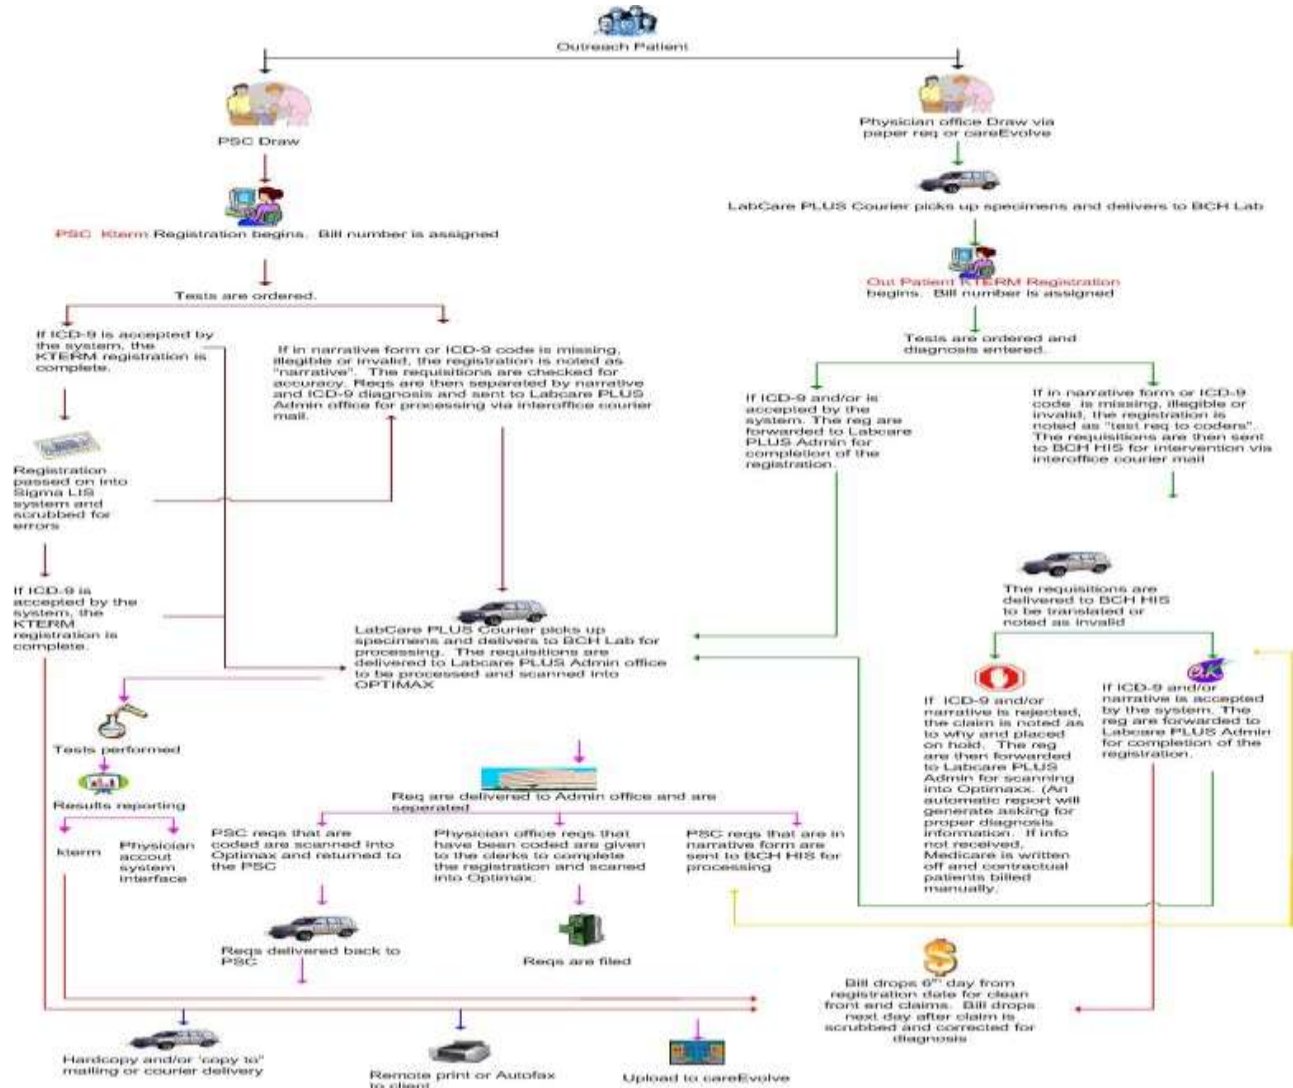 Outreach Patient
PSC Draw
Physician office Draw via
paper req or careEvolve
LabCare PLUS Courier picks up specimens and delivers to BCH Lab
PSC Kterm Registration begins. Bill number is assigned
Out Patient KTERM Registration
begins. Bill number is assigned
Tests are ordered.
Tests are ordered and
diagnosis entered.
If ICD-9 is accepted by
the system, the
KTERM registration is
complete.
If in narrative form or ICD-9 code is missing,
illegible or invalid, the registration is noted as
"narrative". The requisitions are checked for
accuracy. Reqs are then separated by narrative
and ICD-9 diagnosis and sent to Labcare PLUS
Admin office for processing via interoffice courier
mail.
If ICD-9 and/or is
accepted by the
system. The reg are
forwarded to Labcare
PLUS Admin for
completion of the
registration.
If in narrative form or ICD-9
code is missing, illegible or
invalid, the registration is
noted as "test req to coders".
The requisitions are then sent
to BCH HIS for intervention via
interoffice courier mail
Registration
passed on into
Sigma LIS
system and
scrubbed for
errors
If ICD-9 is
accepted by the
system, the
KTERM
registration is
complete.
LabCare PLUS Courier picks up
specimens and delivers to BCH Lab for
processing. The requisitions are
delivered to Labcare PLUS Admin office
to be processed and scanned into
OPTIMAX
The requisitions are
delivered to BCH HIS
to be translated or
noted as invalid
If ICD-9 and/or
narrative is rejected,
the claim is noted as
to why and placed
on hold. The reg
are then forwarded
to Labcare PLUS
Admin for scanning
into Optimaxx. (An
automatic report will
generate asking for
proper diagnosis
information. If info
not received,
Medicare is written
off and contractual
patients billed
manually.
If ICD-9 and/or
narrative is accepted
by the system. The
reg are forwarded to
Labcare PLUS Admin
for completion of the
registration.
Tests performed
Results reporting
kterm
Physician
accout
system
interface
Req are delivered to Admin office and are
seperated
PSC reqs that are
coded are scanned into
Optimax and returned to
the PSC
Physician office reqs that
have been coded are given
to the clerks to complete
the registration and scaned
into Optimax.
PSC reqs that are in
narrative form are
sent to BCH HIS for
processing
Reqs delivered back to
PSC
Reqs are filed
Bill drops 6th day from
registration date for clean
front end claims. Bill drops
next day after claim is
scrubbed and corrected for
diagnosis
Hardcopy and/or 'copy to"
mailing or courier delivery
Remote print or Autofax
to client
Upload to careEvolve